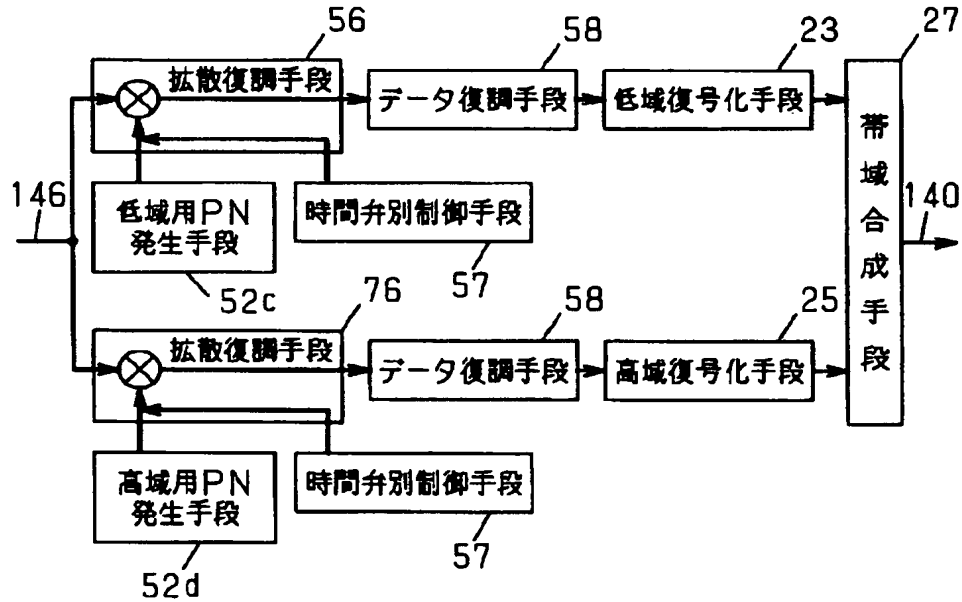 56
58
23
27
拡散復調手段
データ復調手段
低域復号化手段
帯域合成手段
146
140
低域用PN
発生手段
時間弁別制御手段
52c
57
76
58
25
拡散復調手段
データ復調手段
高域復号化手段
高域用PN
発生手段
時間弁別制御手段
57
52d